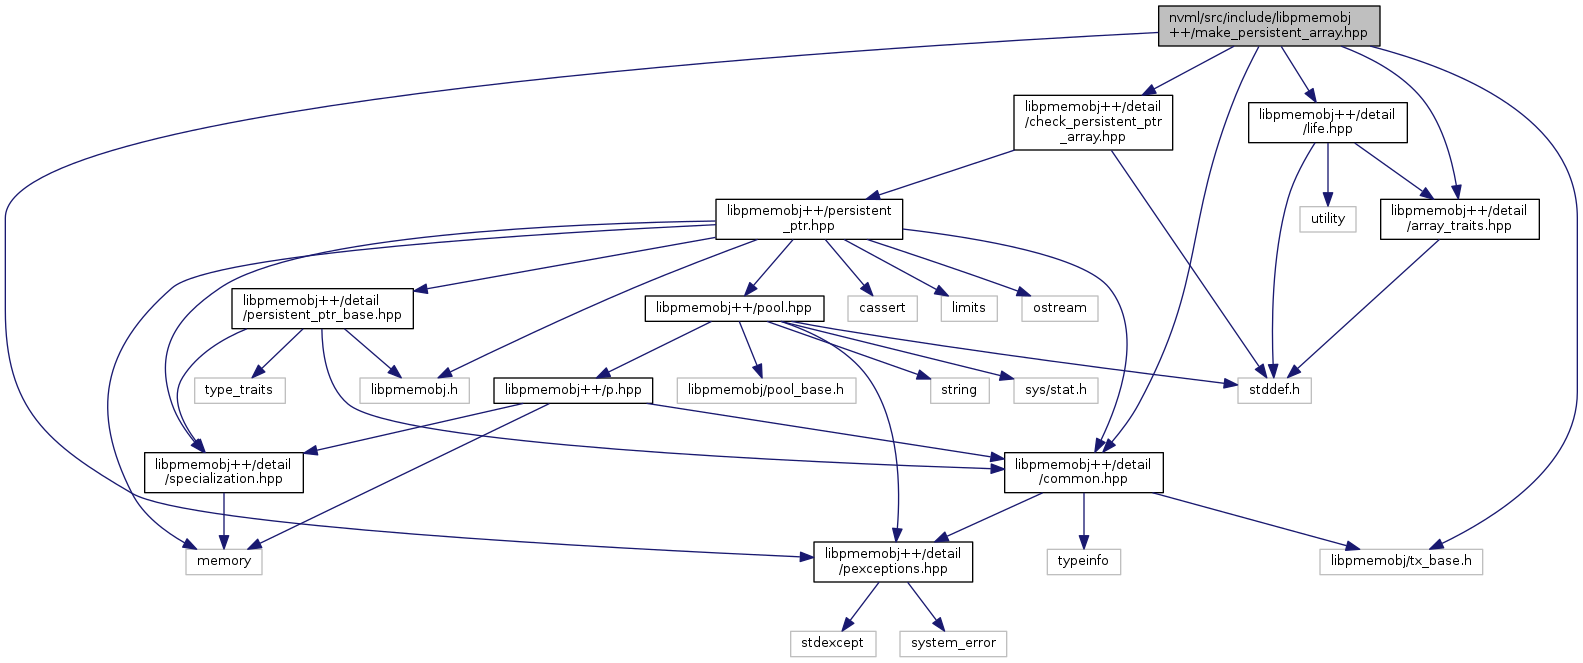 nvml/src/include/libpmemobj
++/make_persistent_array.hpp
libpmemobj++/detail
/check_persistent_ptr
_array.hpp
libpmemobj++/detail
/life.hpp
libpmemobj++/persistent
_ptr.hpp
utility
libpmemobj++/detail
/array_traits.hpp
libpmemobj++/detail
/persistent_ptr_base.hpp
libpmemobj++/pool.hpp
cassert
limits
ostream
type_traits
libpmemobj.h
libpmemobj++/p.hpp
libpmemobj/pool_base.h
string
sys/stat.h
stddef.h
libpmemobj++/detail
/specialization.hpp
libpmemobj++/detail
/common.hpp
memory
libpmemobj++/detail
/pexceptions.hpp
typeinfo
libpmemobj/tx_base.h
stdexcept
system_error